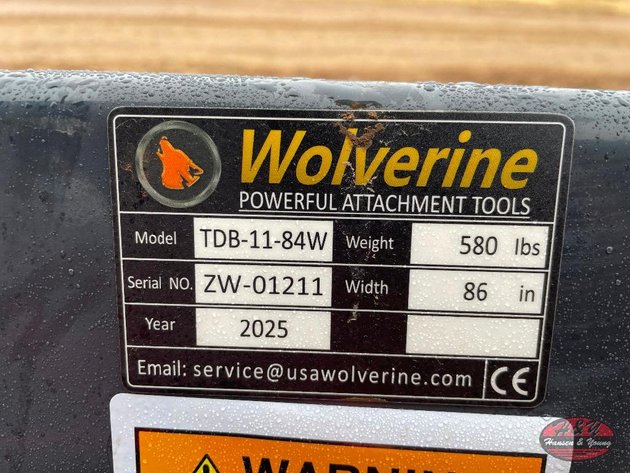 Wolverine
POWERFUL ATTACHMENT TOOLS
Model TDB-11-84W Weight 580 lbs
Serial NO. ZW-01211 Width 86 in
Year 2025
Email: service@usawolverine.com CE
WARNING
H&Y
Hansen & Young